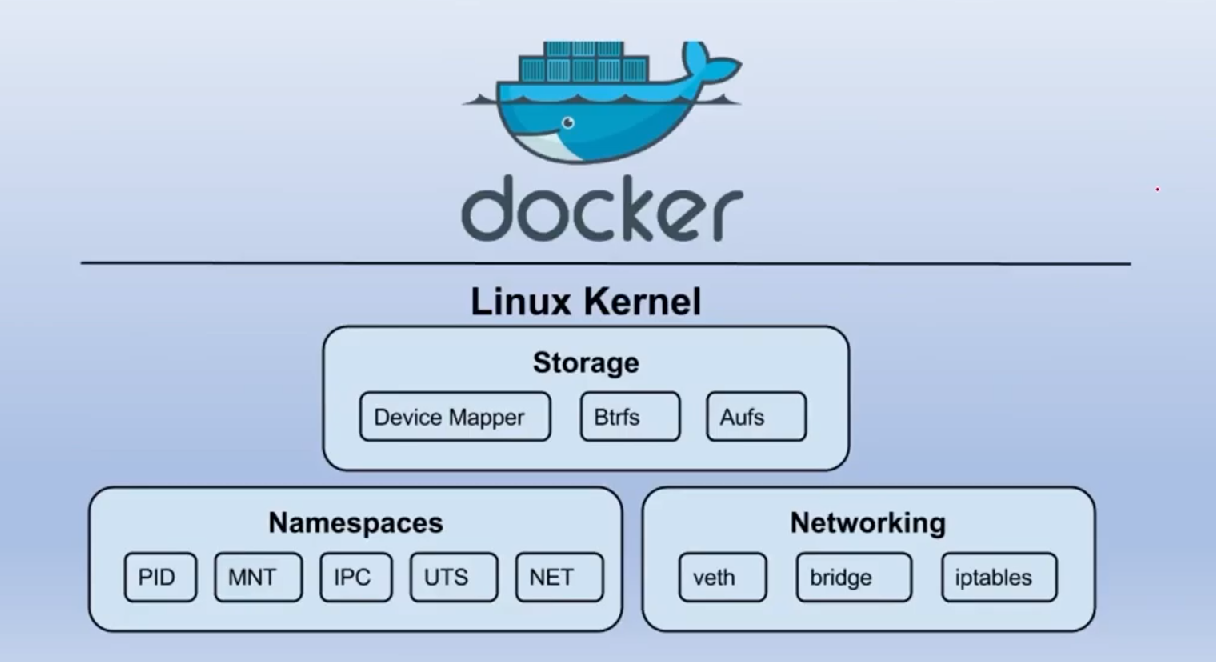 docker
Linux Kernel
Storage
Device Mapper Btrfs Aufs
Namespaces
PID MNT IPC UTS NET
Networking
veth bridge iptables